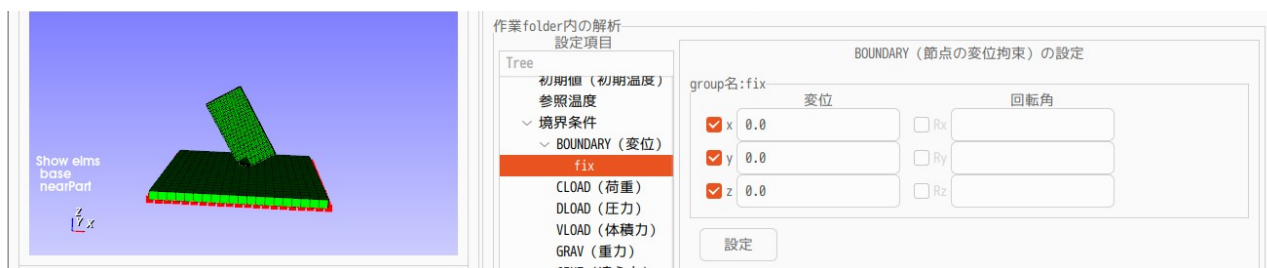 作業folder内の解析
設定項目
Tree
初期値（初期温度）
参照温度
境界条件
BOUNDARY（変位）
fix
CLOAD（荷重）
DLOAD（圧力）
VLOAD（体積力）
GRAV（重力）
BOUNDARY（節点の変位拘束）の設定
group名:fix
変位 回転角
x 0.0 Rx
y 0.0 Ry
z 0.0 Rz
設定
Show elms
base
nearPart
Z
Y X